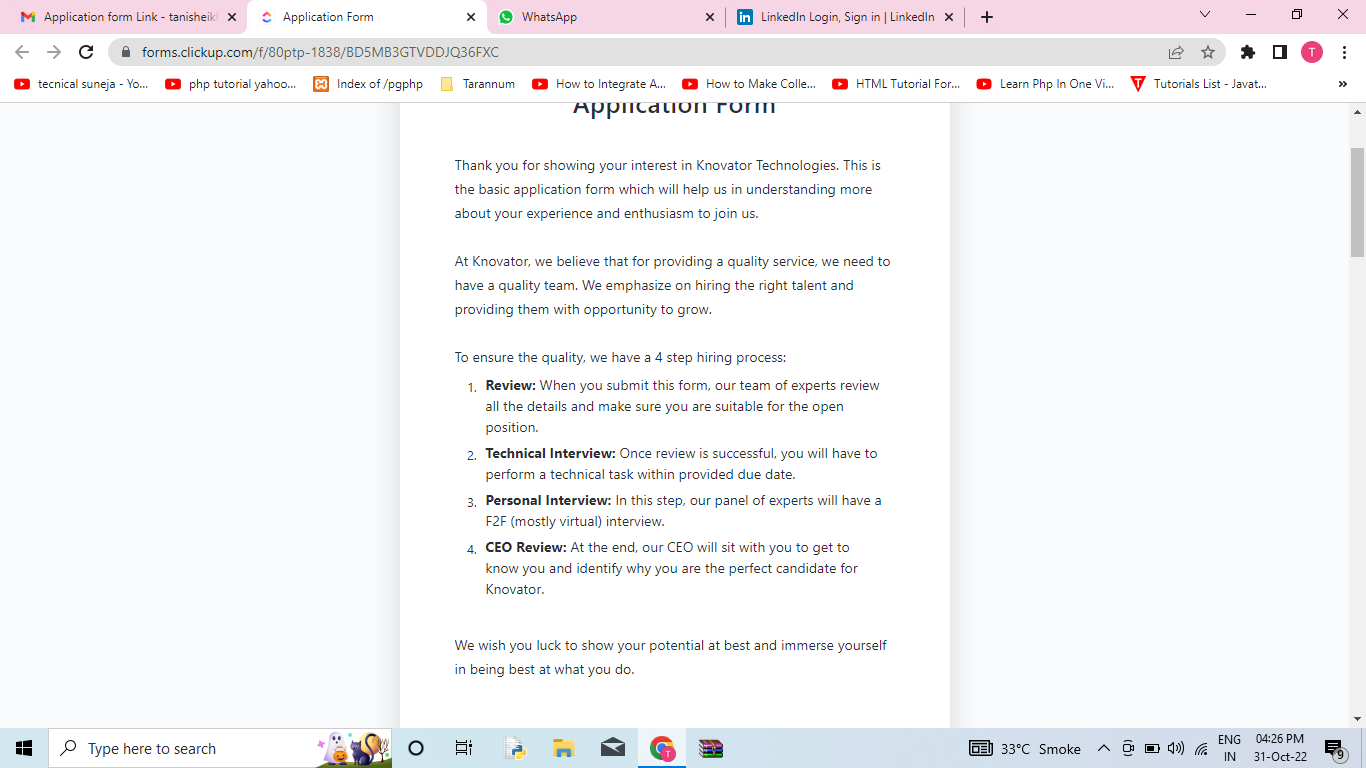 Application form Link - tanisheik
Application Form
WhatsApp
LinkedIn Login, Sign in | LinkedIn
forms.clickup.com/f/80ptp-1838/BD5MB3GTVDDJQ36FXC
T
tecnical suneja - Yo...
php tutorial yahoo...
Index of /pgphp
Tarannum
How to Integrate A...
How to Make Colle...
HTML Tutorial For...
Learn Php In One Vi...
Tutorials List - Javat...
Application Form
Thank you for showing your interest in Knovator Technologies. This is
the basic application form which will help us in understanding more
about your experience and enthusiasm to join us.
At Knovator, we believe that for providing a quality service, we need to
have a quality team. We emphasize on hiring the right talent and
providing them with opportunity to grow.
To ensure the quality, we have a 4 step hiring process:
1. Review: When you submit this form, our team of experts review
all the details and make sure you are suitable for the open
position.
2. Technical Interview: Once review is successful, you will have to
perform a technical task within provided due date.
3. Personal Interview: In this step, our panel of experts will have a
F2F (mostly virtual) interview.
4. CEO Review: At the end, our CEO will sit with you to get to
know you and identify why you are the perfect candidate for
Knovator.
We wish you luck to show your potential at best and immerse yourself
in being best at what you do.
Type here to search
33°C Smoke
ENG
IN
04:26 PM
31-Oct-22
9